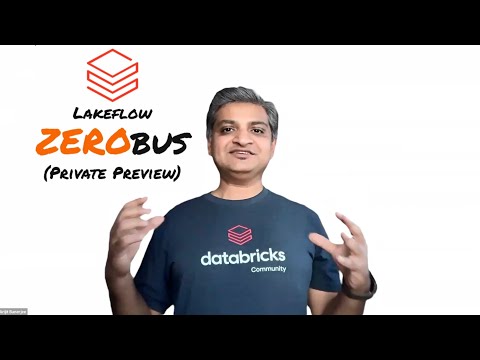 LAKEFLOW
ZEROBUS
(PRIVATE PREVIEW)
databricks
Community